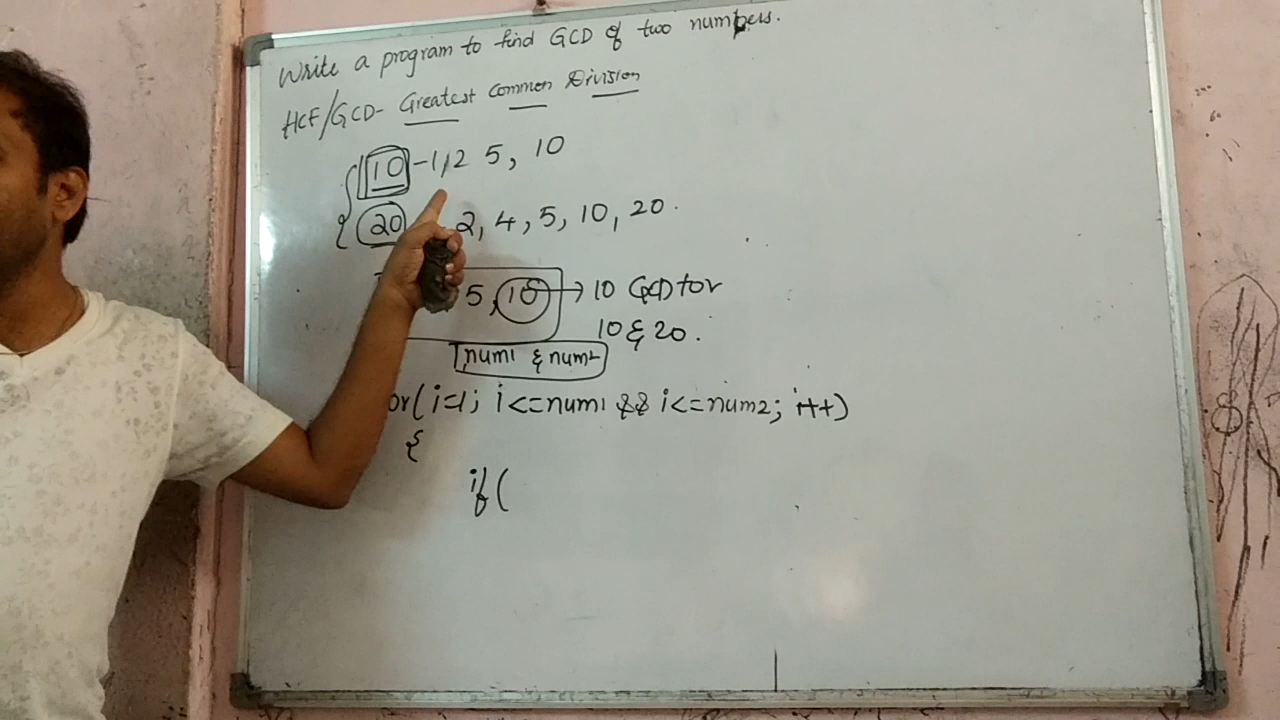 Write a program to find GCD of two numbers.
HCF/GCD- Greatest Common Division
10 -1,2 5, 10
20 2, 4, 5, 10, 20.
5, 10 → 10 GCD for
10 & 20.
num1 & num2
or( i=1; i<=num1 && i<=num2; i++)
{
if (